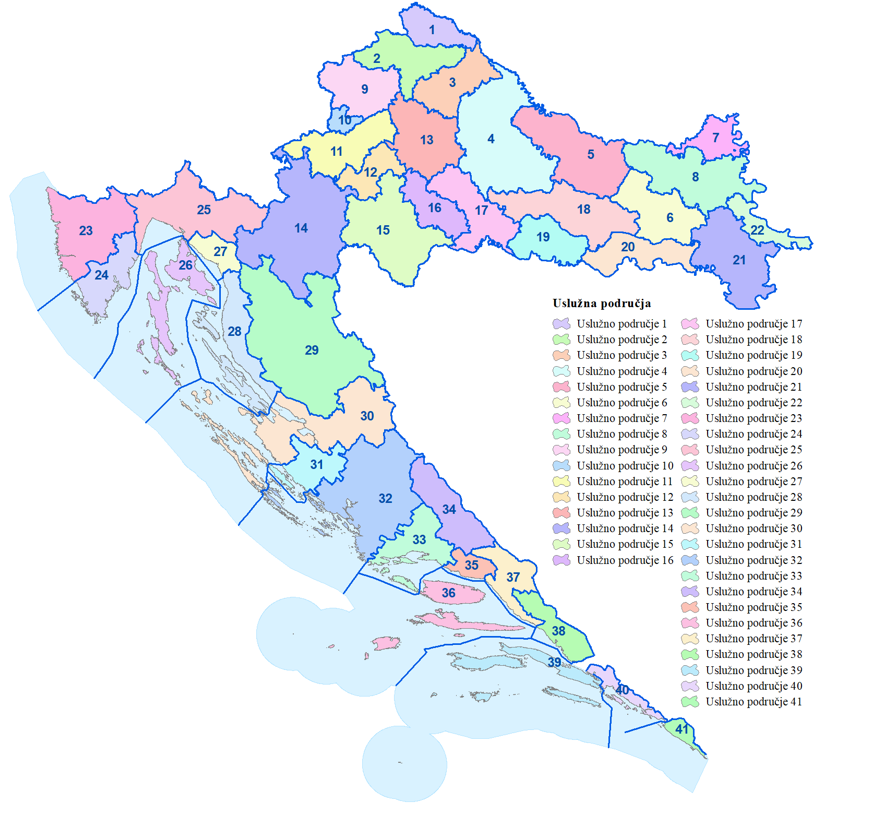 1
2
3
9
10
13
4
11
12
5
7
8
14
16
17
18
6
15
19
20
22
21
25
23
24
27
26
28
29
30
31
32
34
33
35
36
37
38
39
40
41
Uslužna područja
Uslužno područje 1
Uslužno područje 2
Uslužno područje 3
Uslužno područje 4
Uslužno područje 5
Uslužno područje 6
Uslužno područje 7
Uslužno područje 8
Uslužno područje 9
Uslužno područje 10
Uslužno područje 11
Uslužno područje 12
Uslužno područje 13
Uslužno područje 14
Uslužno područje 15
Uslužno područje 16
Uslužno područje 17
Uslužno područje 18
Uslužno područje 19
Uslužno područje 20
Uslužno područje 21
Uslužno područje 22
Uslužno područje 23
Uslužno područje 24
Uslužno područje 25
Uslužno područje 26
Uslužno područje 27
Uslužno područje 28
Uslužno područje 29
Uslužno područje 30
Uslužno područje 31
Uslužno područje 32
Uslužno područje 33
Uslužno područje 34
Uslužno područje 35
Uslužno područje 36
Uslužno područje 37
Uslužno područje 38
Uslužno područje 39
Uslužno područje 40
Uslužno područje 41